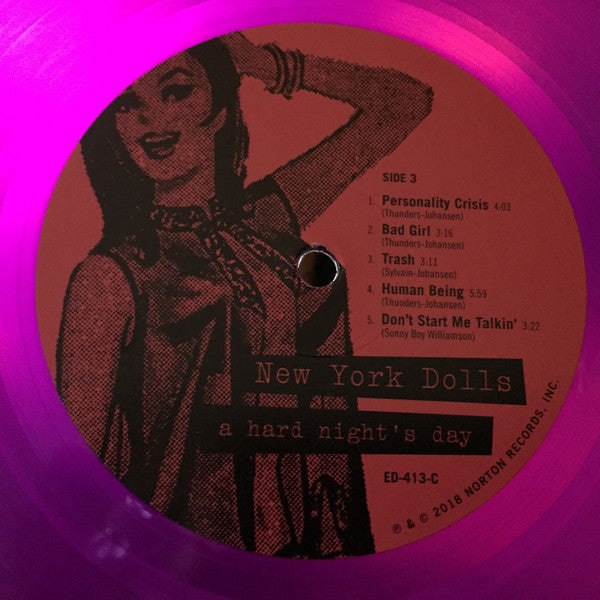 SIDE 3
1. Personality Crisis 4:03
(Thunders-Johansen)
2. Bad Girl 3:16
(Thunders-Johansen)
3. Trash 3:11
(Sylvain-Johansen)
4. Human Being 5:59
(Thunders-Johansen)
5. Don't Start Me Talkin' 3:22
(Sonny Boy Williamson)
New York Dolls
a hard night's day
ED-413-C
℗ & © 2018 NORTON RECORDS, INC.